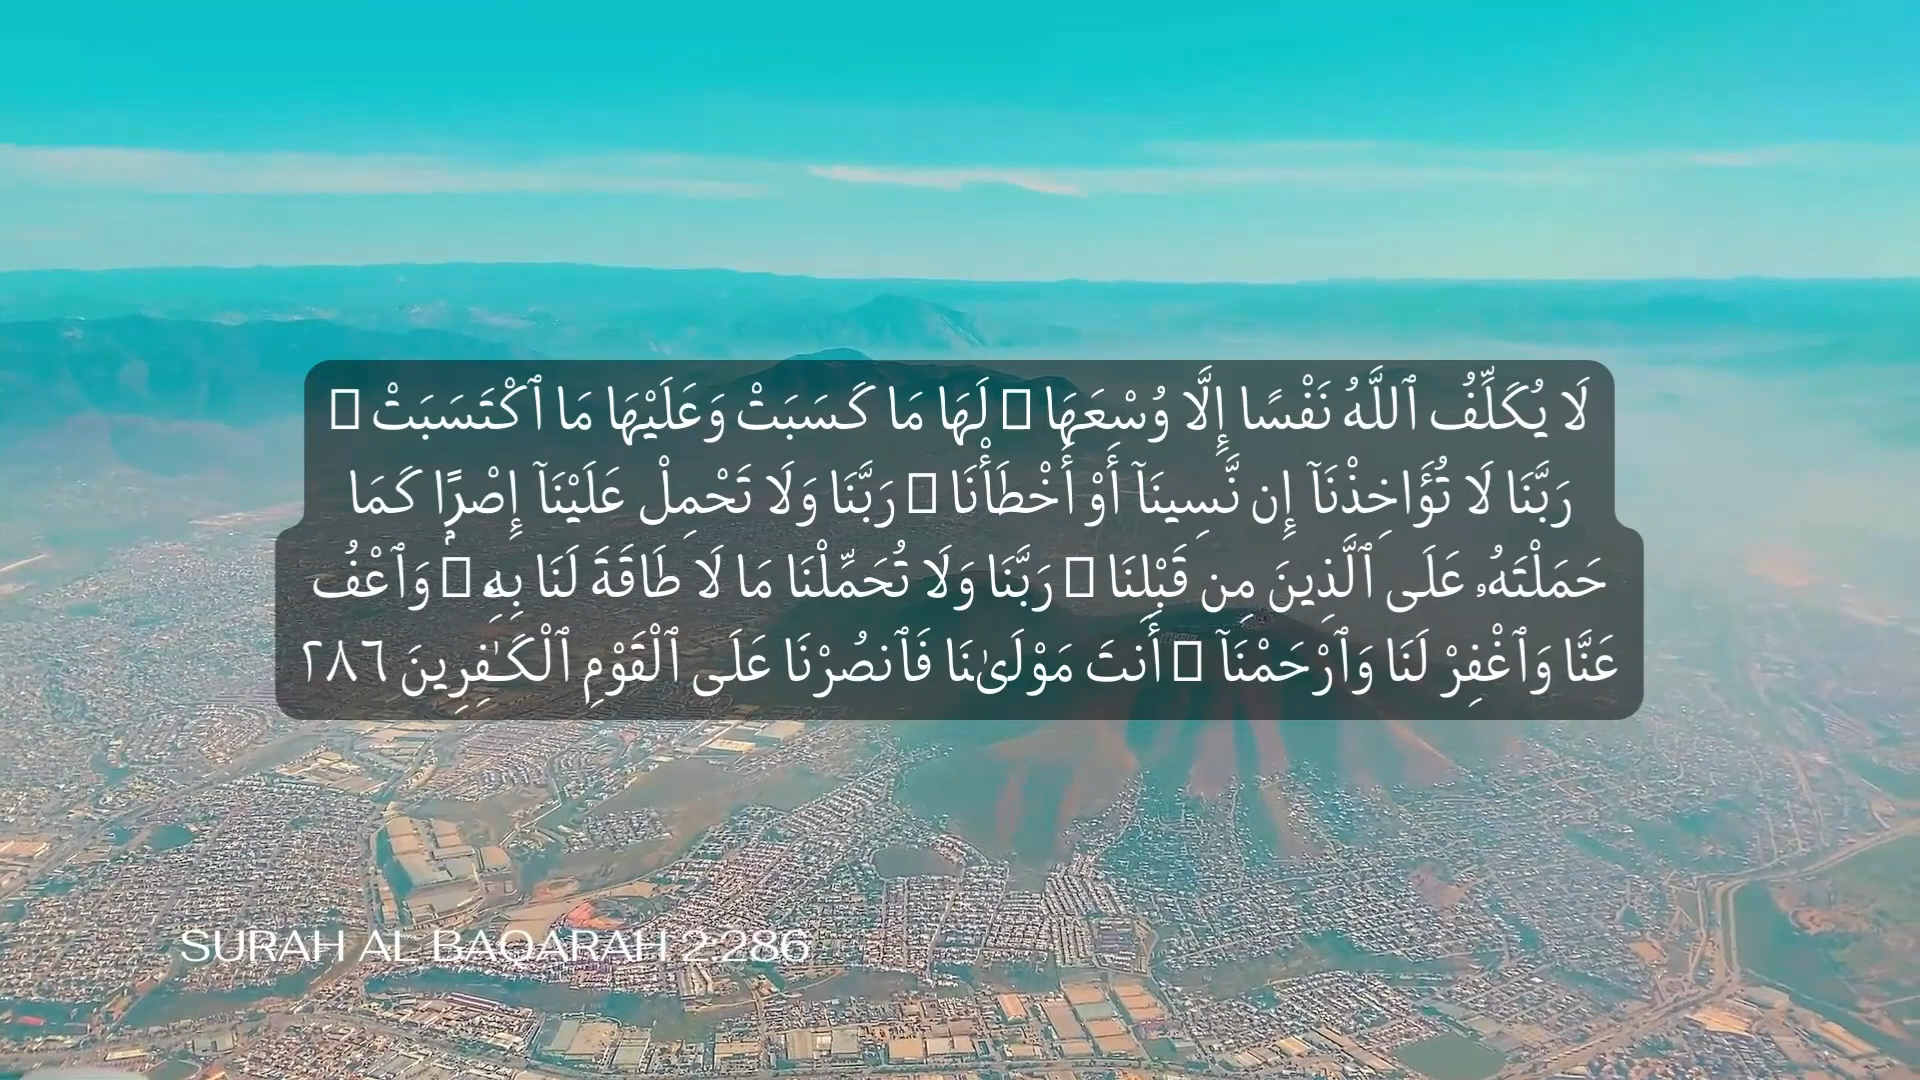 لَا يُكَلِّفُ ٱللَّهُ نَفْسًا إِلَّا وُسْعَهَا ۚ لَهَا مَا كَسَبَتْ وَعَلَيْهَا مَا ٱكْتَسَبَتْ ۗ
رَبَّنَا لَا تُؤَاخِذْنَآ إِن نَّسِينَآ أَوْ أَخْطَأْنَا ۚ رَبَّنَا وَلَا تَحْمِلْ عَلَيْنَآ إِصْرًۭا كَمَا
حَمَلْتَهُۥ عَلَى ٱلَّذِينَ مِن قَبْلِنَا ۚ رَبَّنَا وَلَا تُحَمِّلْنَا مَا لَا طَاقَةَ لَنَا بِهِۦ ۖ وَٱعْفُ
عَنَّا وَٱغْفِرْ لَنَا وَٱرْحَمْنَآ ۚ أَنتَ مَوْلَىٰنَا فَٱنصُرْنَا عَلَى ٱلْقَوْمِ ٱلْكَـٰفِرِينَ ٢٨٦
SURAH AL BAQARAH 2:286